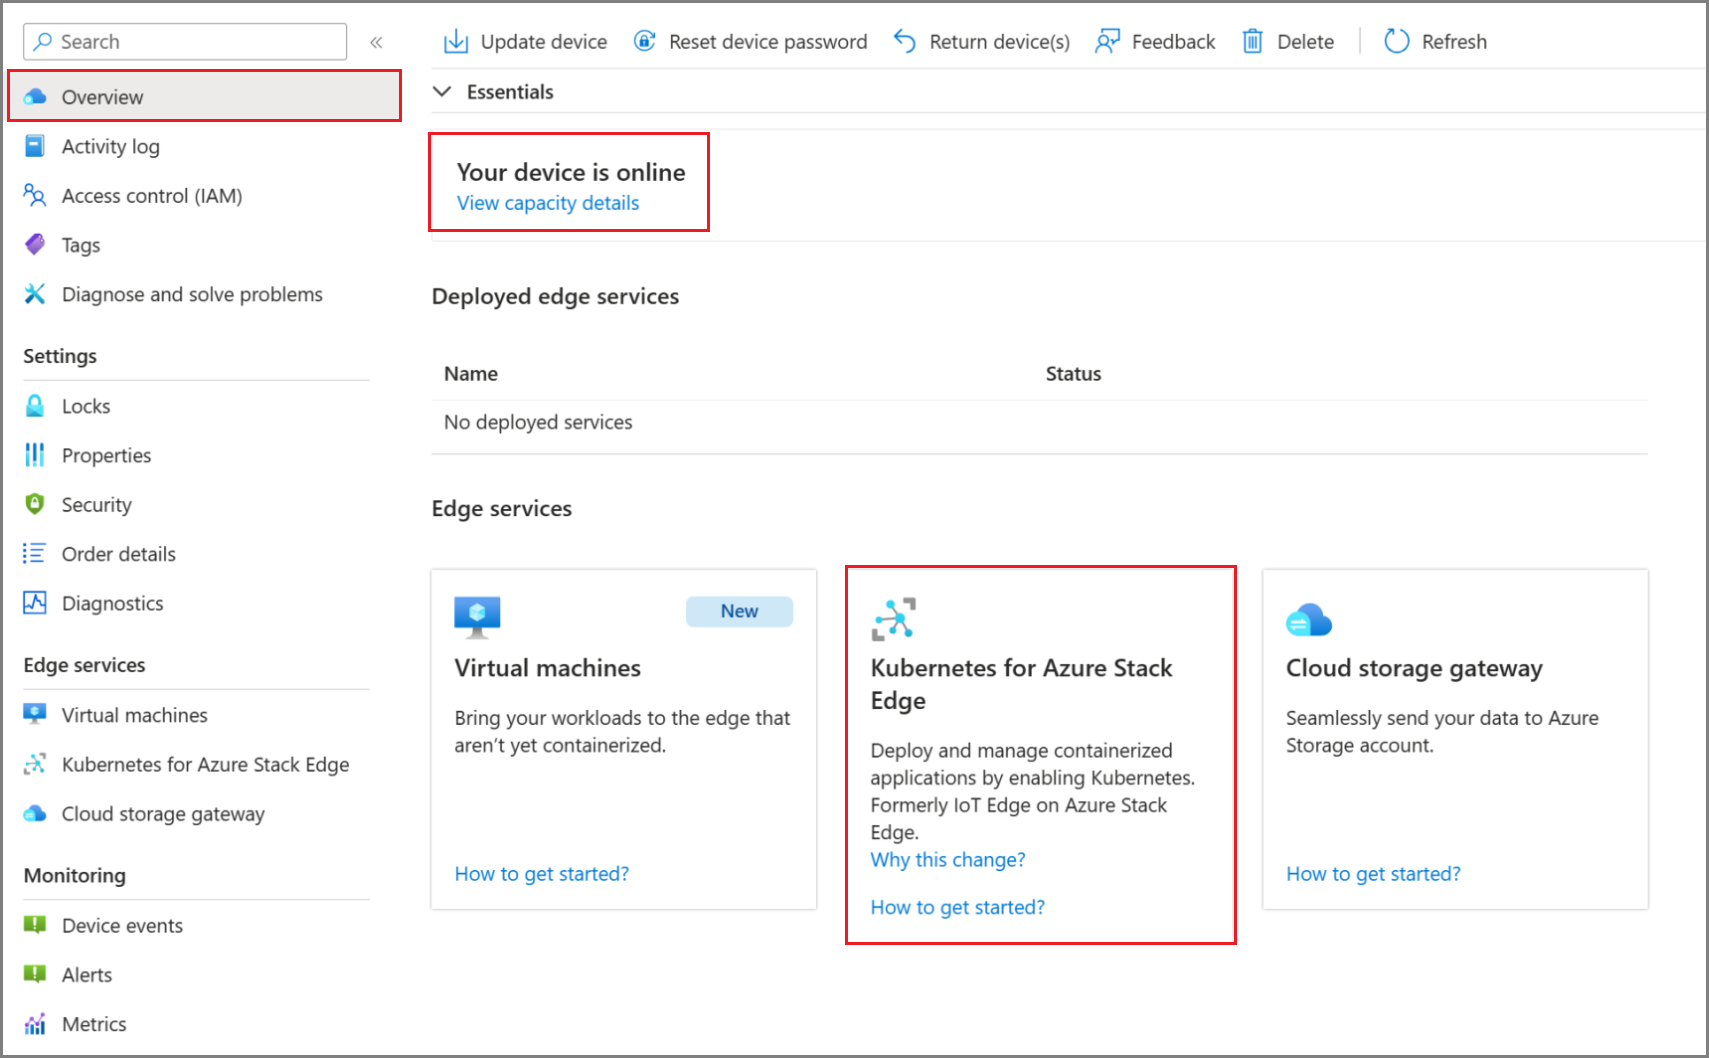 Search
«
Overview
Activity log
Access control (IAM)
Tags
Diagnose and solve problems
Settings
Locks
Properties
Security
Order details
Diagnostics
Edge services
Virtual machines
Kubernetes for Azure Stack Edge
Cloud storage gateway
Monitoring
Device events
Alerts
Metrics
Update device
Reset device password
Return device(s)
Feedback
Delete
Refresh
Essentials
Your device is online
View capacity details
Deployed edge services
Name
Status
No deployed services
Edge services
New
Virtual machines
Bring your workloads to the edge that
aren’t yet containerized.
How to get started?
Kubernetes for Azure Stack
Edge
Deploy and manage containerized
applications by enabling Kubernetes.
Formerly IoT Edge on Azure Stack
Edge.
Why this change?
How to get started?
Cloud storage gateway
Seamlessly send your data to Azure
Storage account.
How to get started?